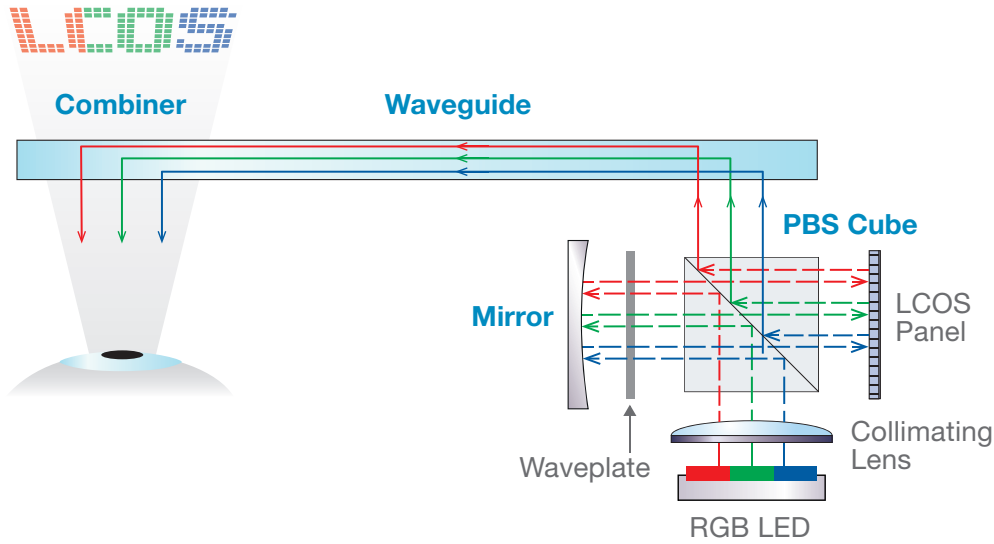 LCOS
Combiner
Waveguide
PBS Cube
Mirror
LCOS
Panel
Waveplate
Collimating
Lens
RGB LED